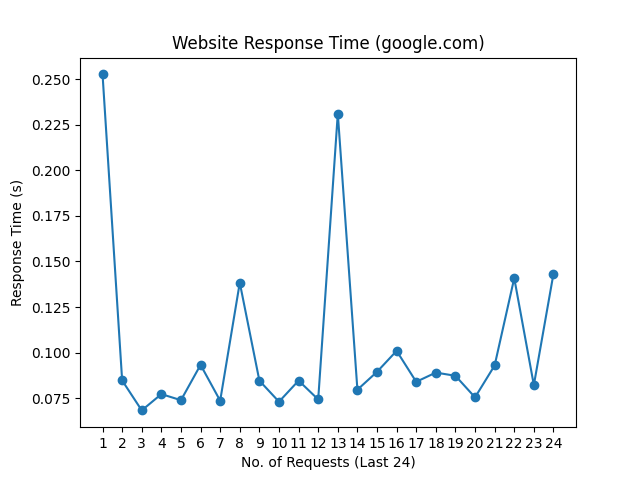 Website Response Time (google.com)
0.250
0.225
0.200
0.175
0.150
0.125
0.100
0.075
Response Time (s)
1 2 3 4 5 6 7 8 9 10 11 12 13 14 15 16 17 18 19 20 21 22 23 24
No. of Requests (Last 24)